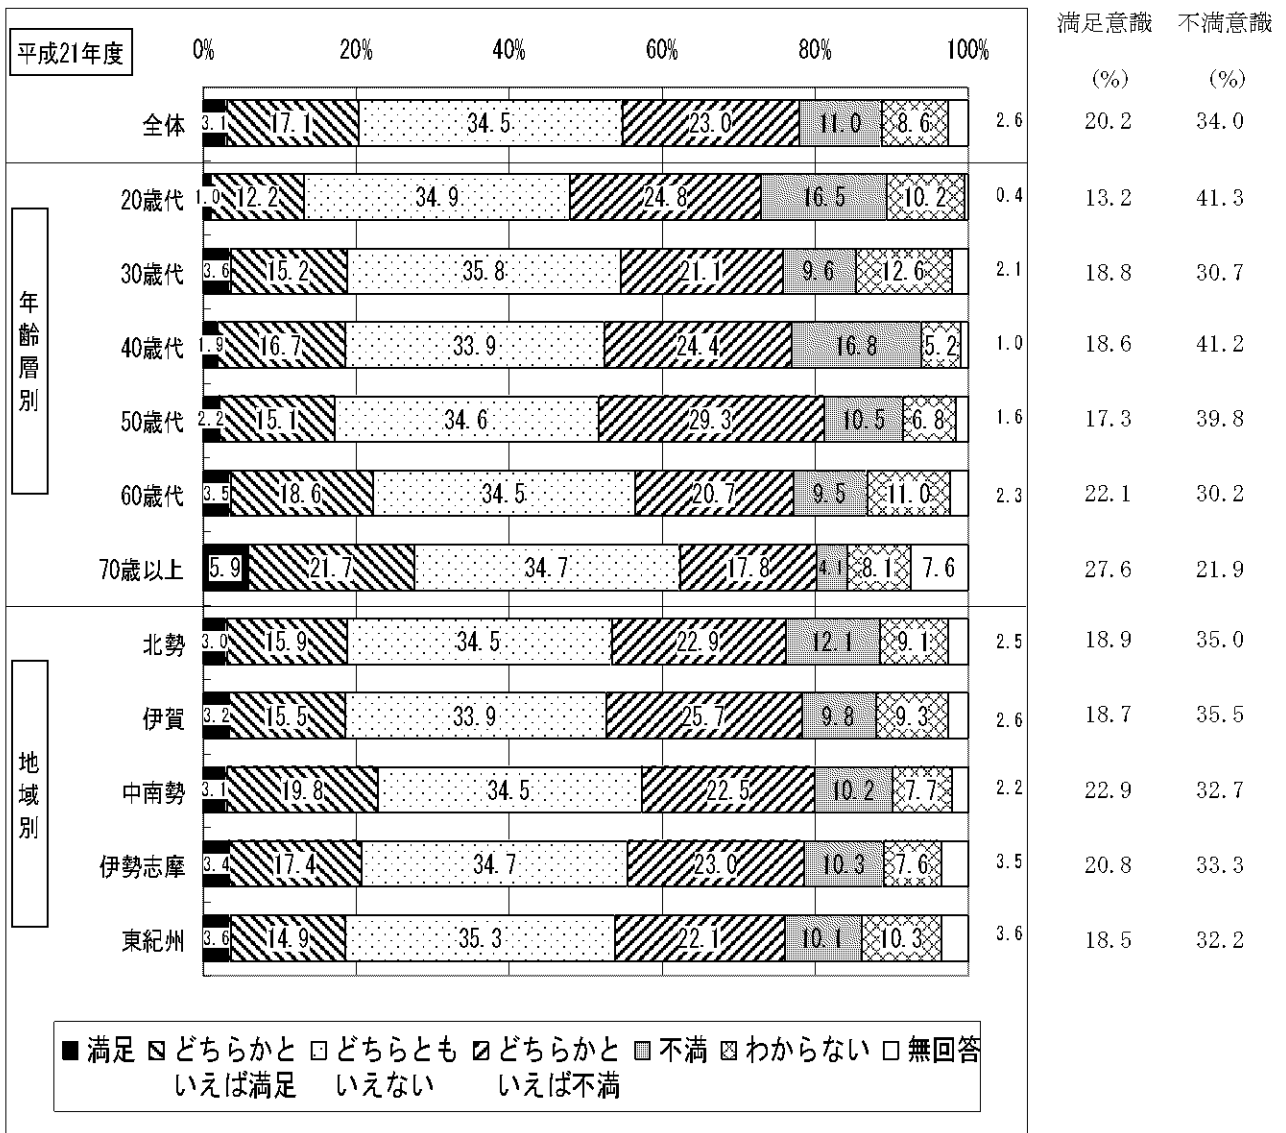 満足意識 不満意識
平成21年度 0% 20% 40% 60% 80% 100%
(%) (%)
全体 3.1 17.1 34.5 23.0 11.0 8.6 2.6 20.2 34.0
20歳代 1.0 12.2 34.9 24.8 16.5 10.2 0.4 13.2 41.3
30歳代 3.6 15.2 35.8 21.1 9.6 12.6 2.1 18.8 30.7
年齢層別
40歳代 1.9 16.7 33.9 24.4 16.8 5.2 1.0 18.6 41.2
50歳代 2.2 15.1 34.6 29.3 10.5 6.8 1.6 17.3 39.8
60歳代 3.5 18.6 34.5 20.7 9.5 11.0 2.3 22.1 30.2
70歳以上 5.9 21.7 34.7 17.8 4.1 8.1 7.6 27.6 21.9
北勢 3.0 15.9 34.5 22.9 12.1 9.1 2.5 18.9 35.0
伊賀 3.2 15.5 33.9 25.7 9.8 9.3 2.6 18.7 35.5
地域別
中南勢 3.1 19.8 34.5 22.5 10.2 7.7 2.2 22.9 32.7
伊勢志摩 3.4 17.4 34.7 23.0 10.3 7.6 3.5 20.8 33.3
東紀州 3.6 14.9 35.3 22.1 10.1 10.3 3.6 18.5 32.2
満足 どちらかと どちらとも どちらかと 不満 わからない 無回答
いえば満足 いえない いえば不満